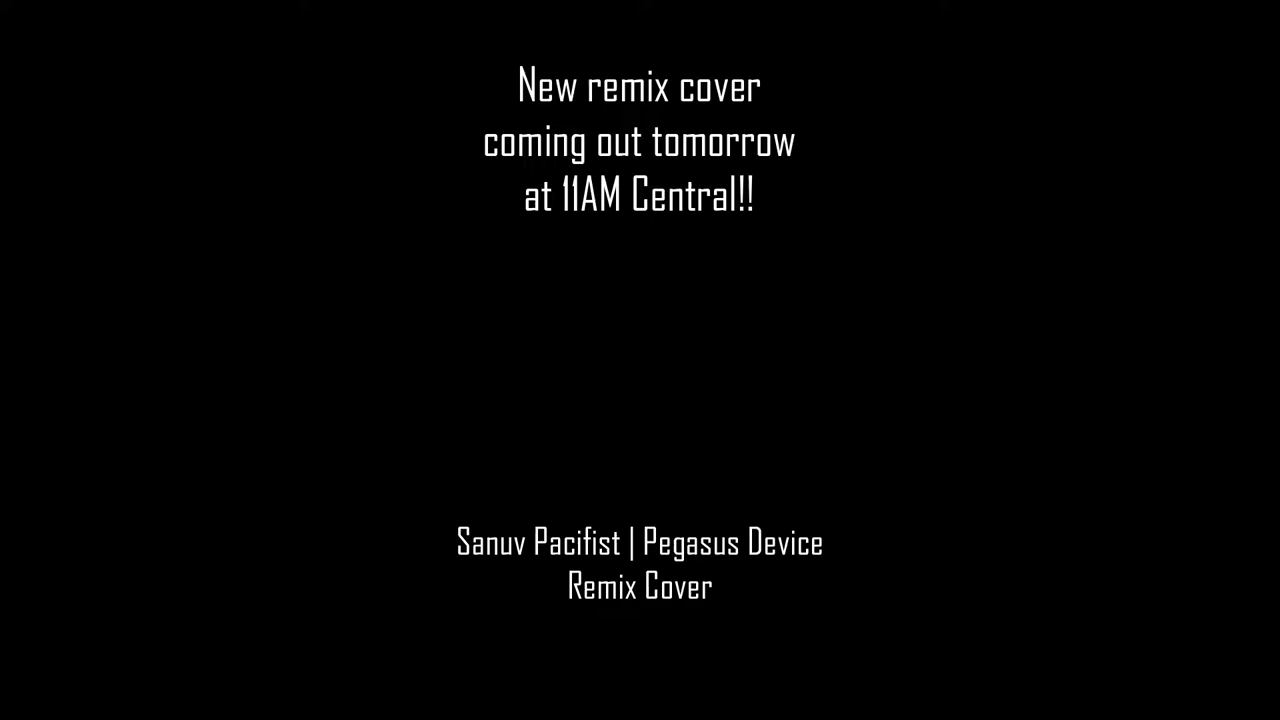 New remix cover
coming out tomorrow
at 11AM Central!!
Sanuv Pacifist | Pegasus Device
Remix Cover